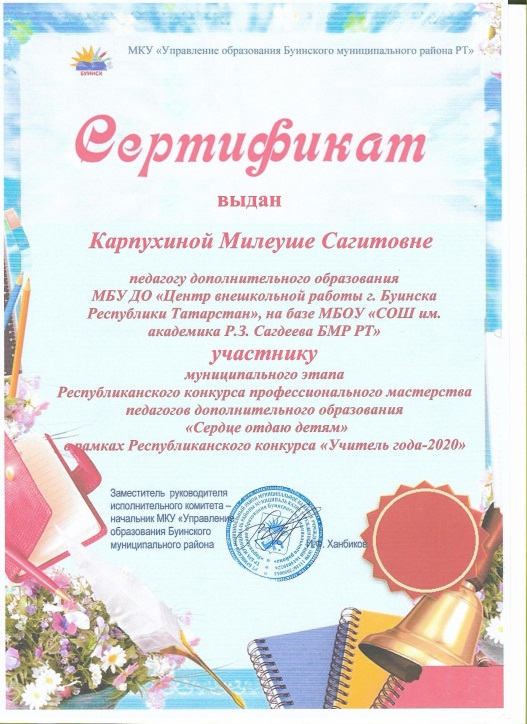 МКУ «Управление образования Буинского муниципального района РТ»
БУИНСК
Сертификат
выдан
Карпухиной Милеуше Сагитовне
педагогу дополнительного образования
МБУ ДО «Центр внешкольной работы г. Буинска
Республики Татарстан», на базе МБОУ «СОШ им.
академика Р.З. Сагдеева БМР РТ»
участнику
муниципального этапа
Республиканского конкурса профессионального мастерства
педагогов дополнительного образования
«Сердце отдаю детям»
в рамках Республиканского конкурса «Учитель года-2020»
Заместитель руководителя
исполнительного комитета –
начальник МКУ «Управление
образования Буинского
муниципального района
Ханбиков